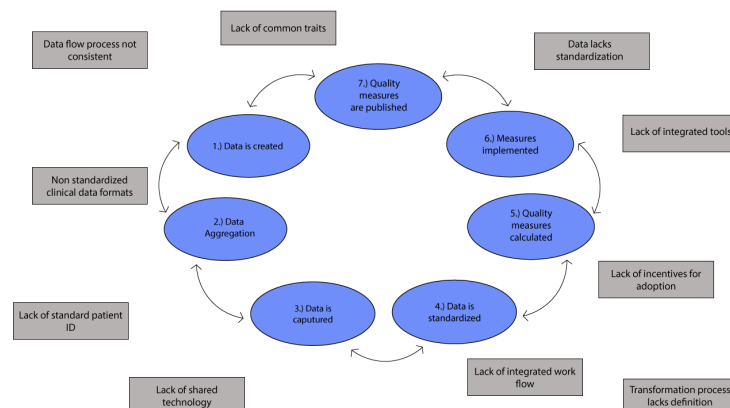 Lack of common traits
Data flow process not
consistent
Data lacks
standardization
7.) Quality
measures
are published
1.) Data is created
6.) Measures
implemented
Lack of integrated tools
Non standardized
clinical data formats
2.) Data
Aggregation
5.) Quality
measures
calculated
Lack of incentives for
adoption
Lack of standard patient
ID
3.) Data is
caputured
4.) Data is
standardized
Lack of integrated work
flow
Lack of shared
technology
Transformation process
lacks definition